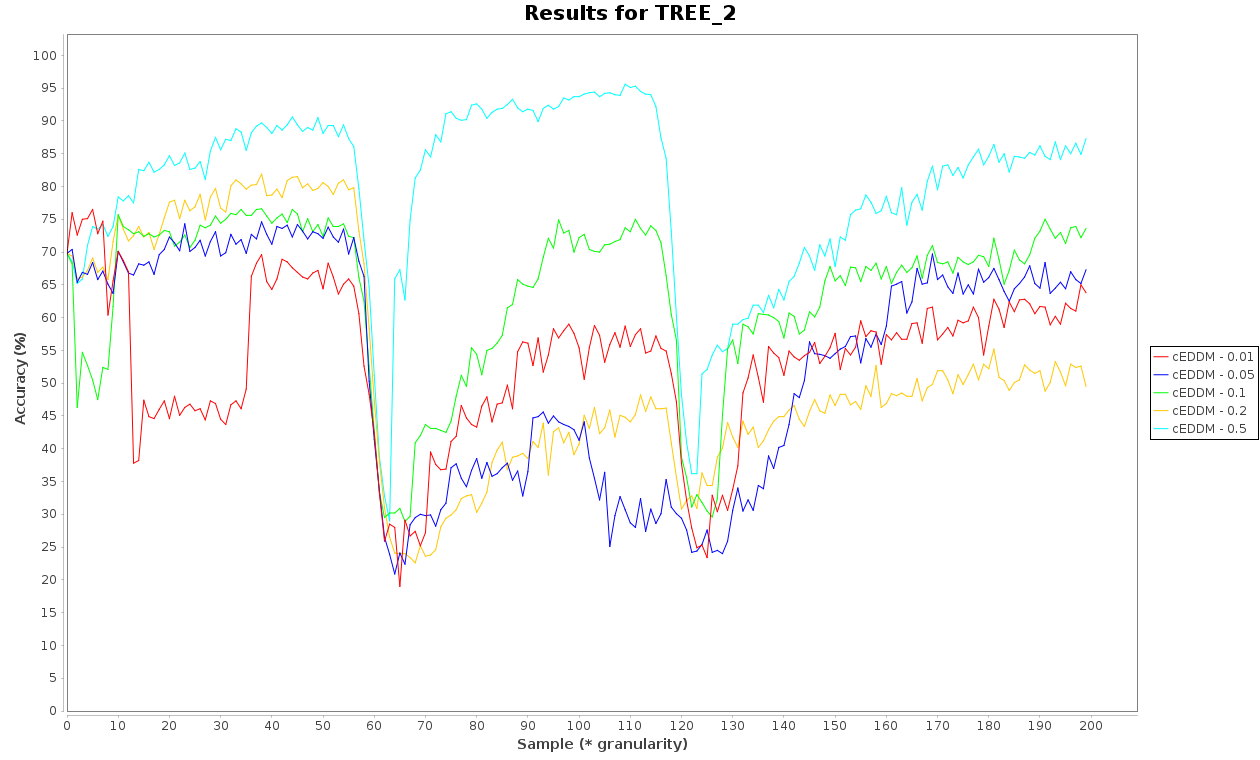 Results for TREE_2
Accuracy (%)
100
95
90
85
80
75
70
65
60
55
50
45
40
35
30
25
20
15
10
5
0
0 10 20 30 40 50 60 70 80 90 100 110 120 130 140 150 160 170 180 190 200
Sample (* granularity)
cEDDM - 0.01
cEDDM - 0.05
cEDDM - 0.1
cEDDM - 0.2
cEDDM - 0.5